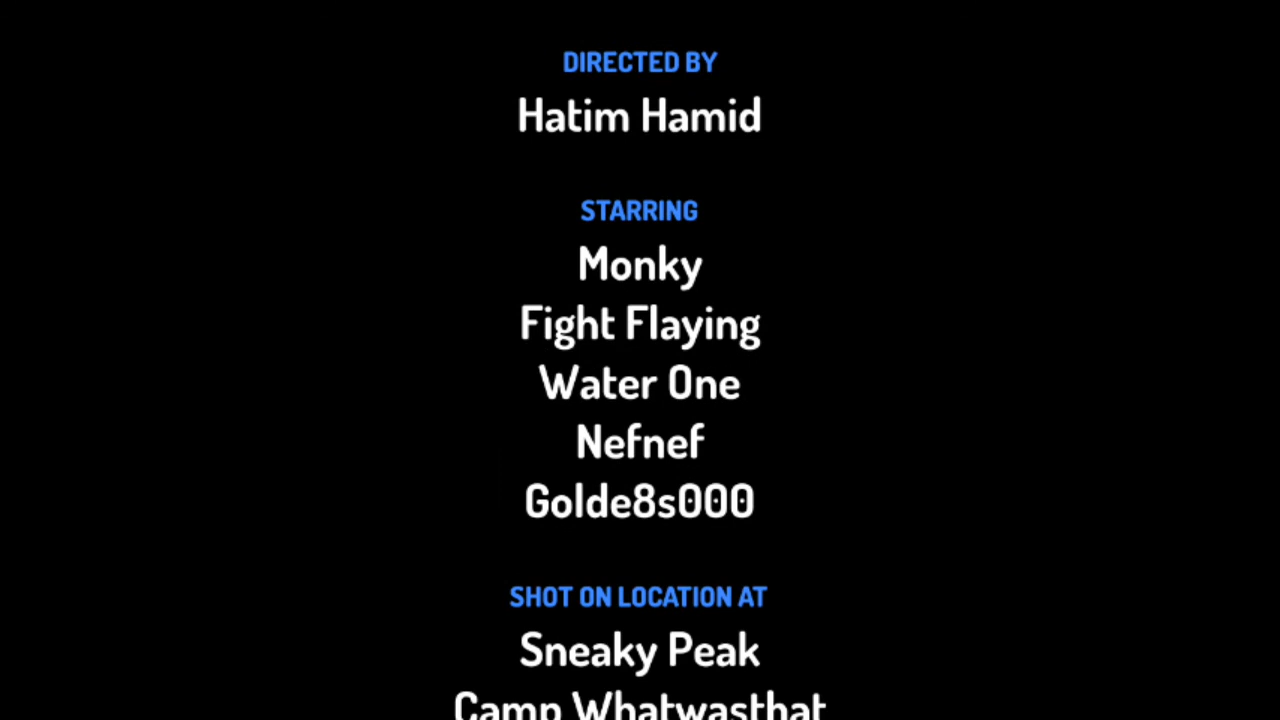 DIRECTED BY
Hatim Hamid
STARRING
Monky
Fight Flaying
Water One
Nefnef
Golde8s000
SHOT ON LOCATION AT
Sneaky Peak
Camp Whatwasthat